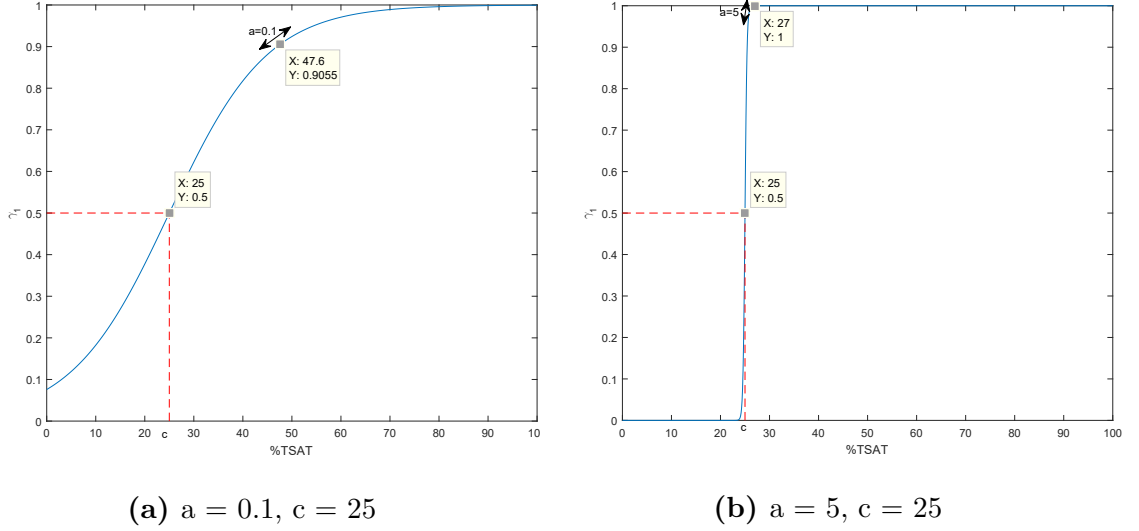 1
0.9
0.8
0.7
0.6
0.5
0.4
0.3
0.2
0.1
0
γ1
a=0.1
X: 47.6
Y: 0.9055
X: 25
Y: 0.5
0 10 20 c 30 40 50 60 70 80 90 10
%TSAT
(a) a = 0.1, c = 25
1
0.9
0.8
0.7
0.6
0.5
0.4
0.3
0.2
0.1
0
γ1
a=5
X: 27
Y: 1
X: 25
Y: 0.5
0 10 20 c 30 40 50 60 70 80 90 100
%TSAT
(b) a = 5, c = 25